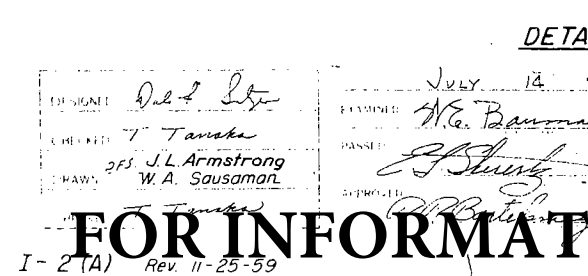 DETA
JULY 14
DESIGNED
EXAMINED W.E. Bauma
CHECKED T Tanaka
PASSED
DFS. J.L. Armstrong
DRAWN W.A. Sausaman
APPROVED
T Tanaka
FOR INFORMAT
I-2 (A) Rev. 11-25-59